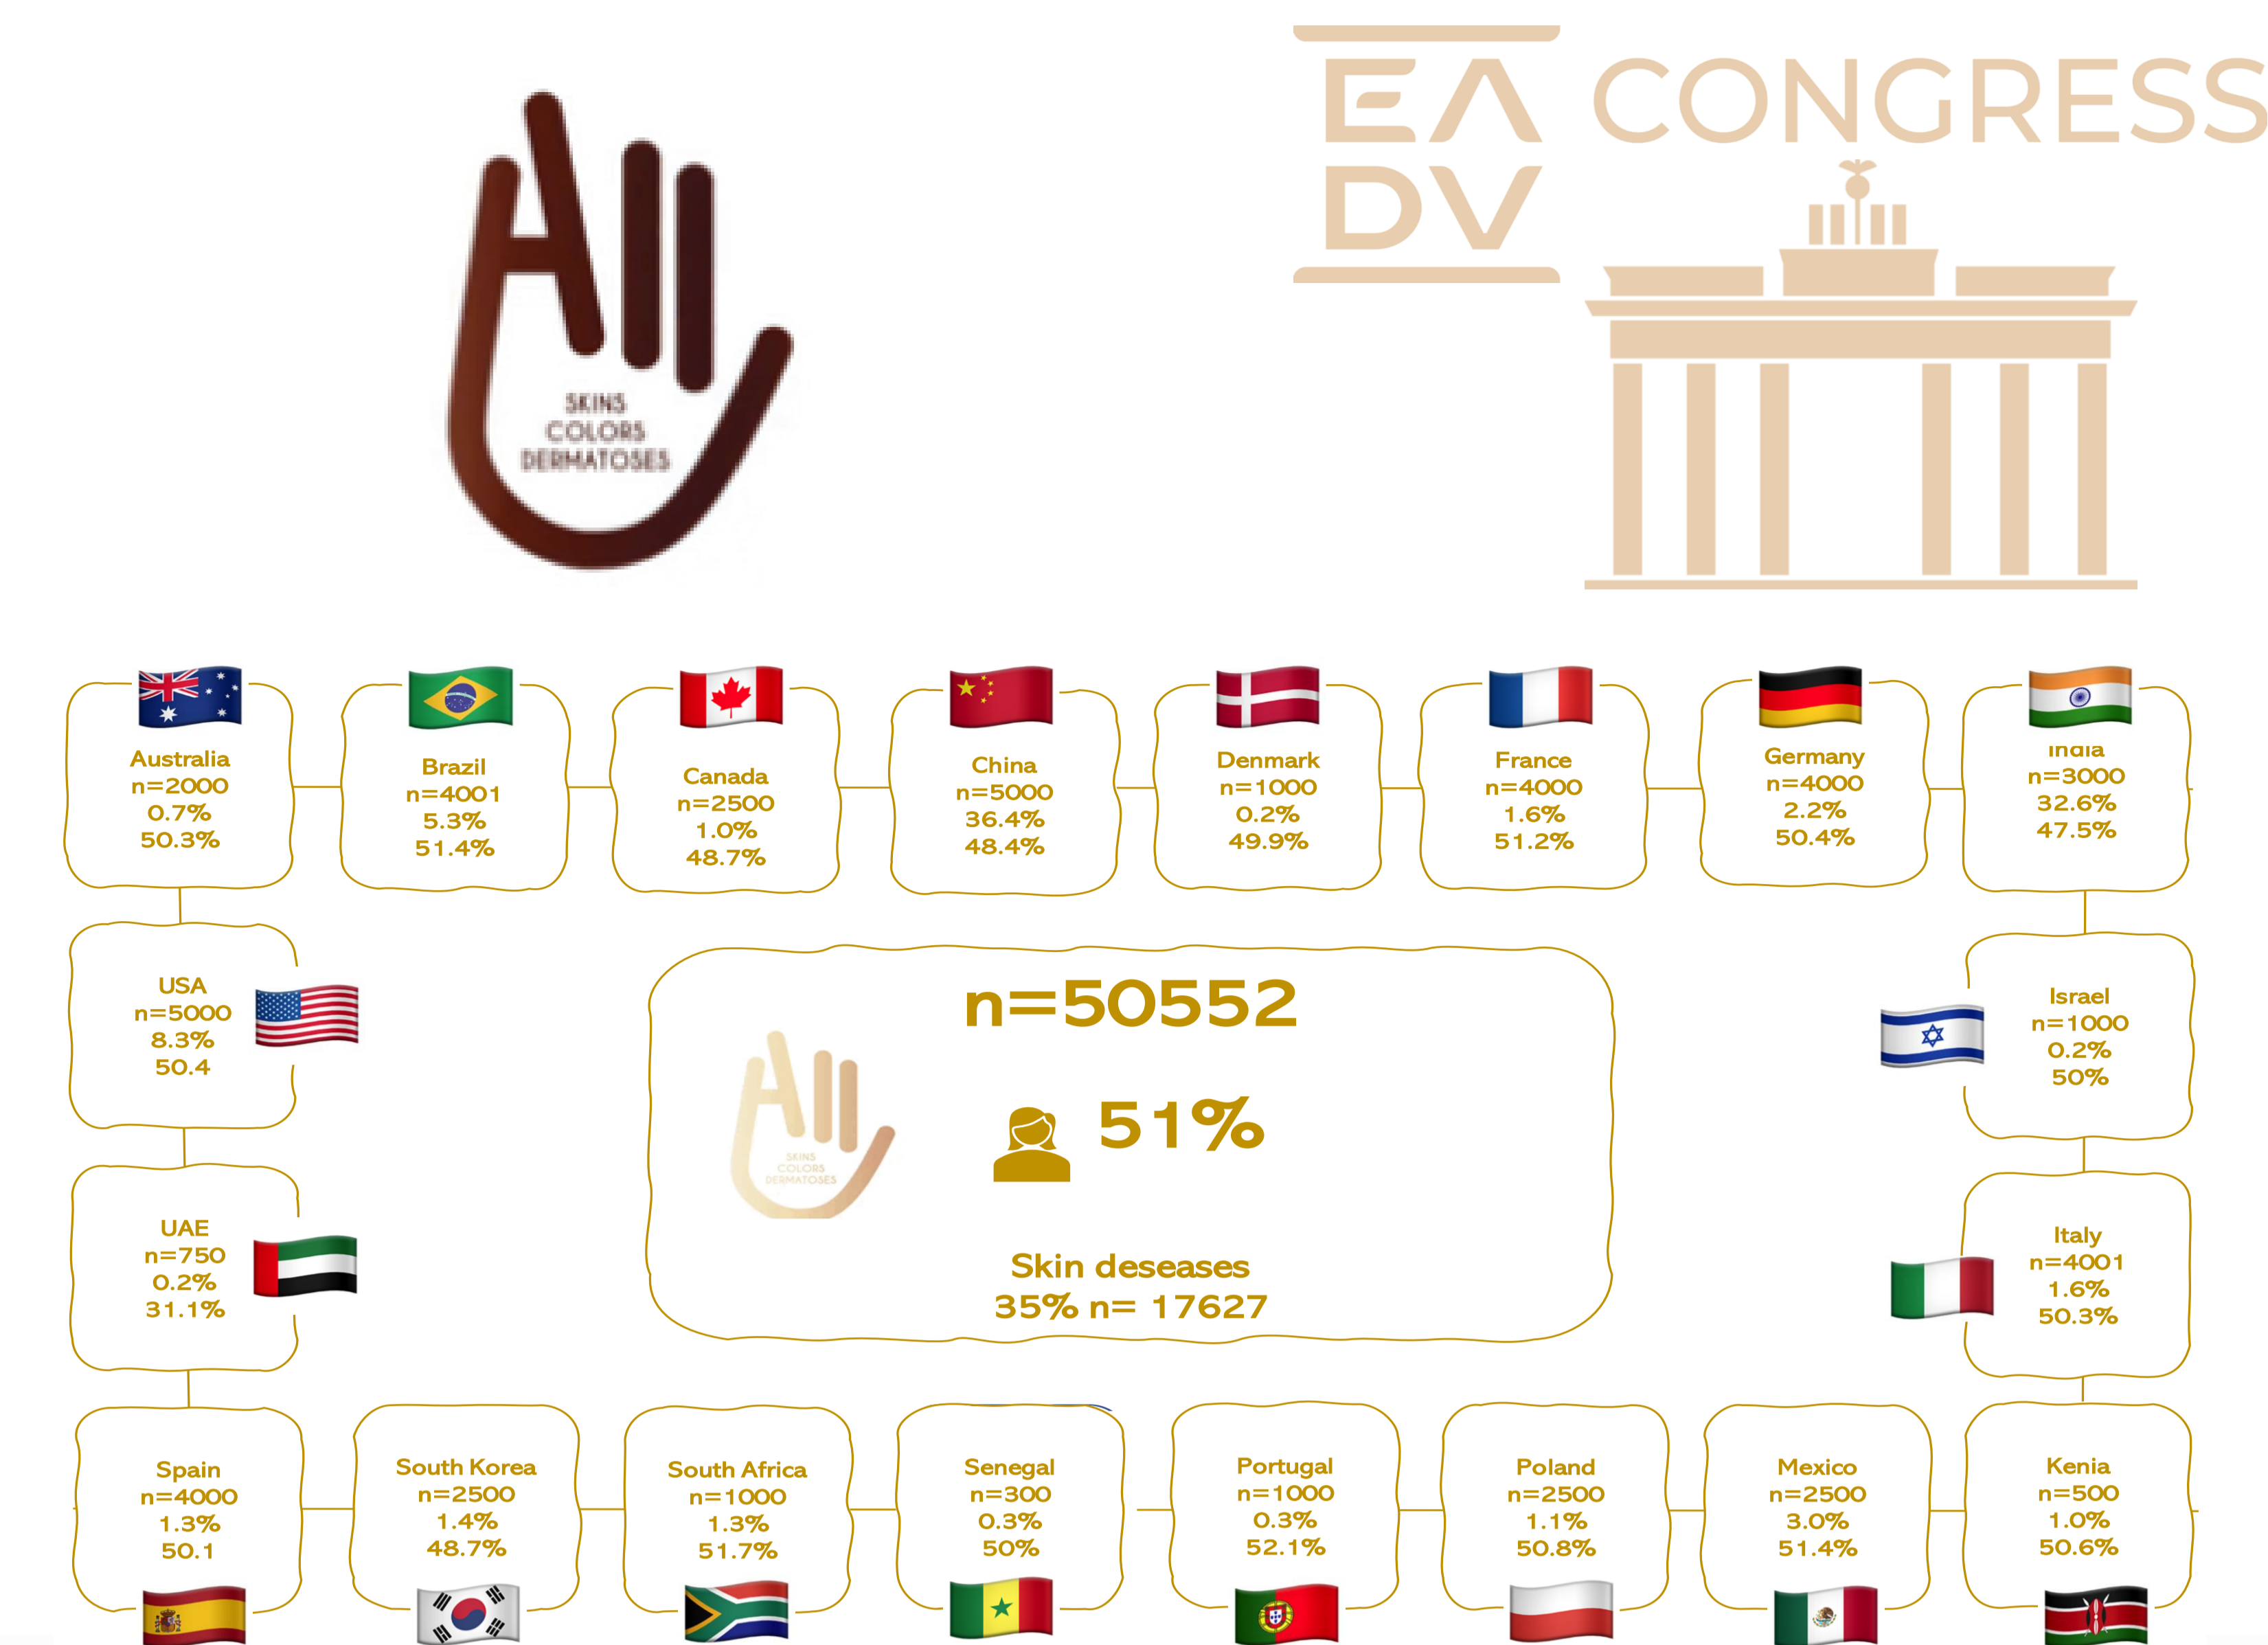 EA CONGRESS
DV
All
SKINS
COLORS
DERMATOSES
Australia
n=2000
0.7%
50.3%
Brazil
n=4001
5.3%
51.4%
Canada
n=2500
1.0%
48.7%
China
n=5000
36.4%
48.4%
Denmark
n=1000
0.2%
49.9%
France
n=4000
1.6%
51.2%
Germany
n=4000
2.2%
50.4%
India
n=3000
32.6%
47.5%
USA
n=5000
8.3%
50.4
n=50552
51%
All
SKINS
COLORS
DERMATOSES
Skin deseases
35% n= 17627
Israel
n=1000
0.2%
50%
UAE
n=750
0.2%
31.1%
Italy
n=4001
1.6%
50.3%
Spain
n=4000
1.3%
50.1
South Korea
n=2500
1.4%
48.7%
South Africa
n=1000
1.3%
51.7%
Senegal
n=300
0.3%
50%
Portugal
n=1000
0.3%
52.1%
Poland
n=2500
1.1%
50.8%
Mexico
n=2500
3.0%
51.4%
Kenia
n=500
1.0%
50.6%